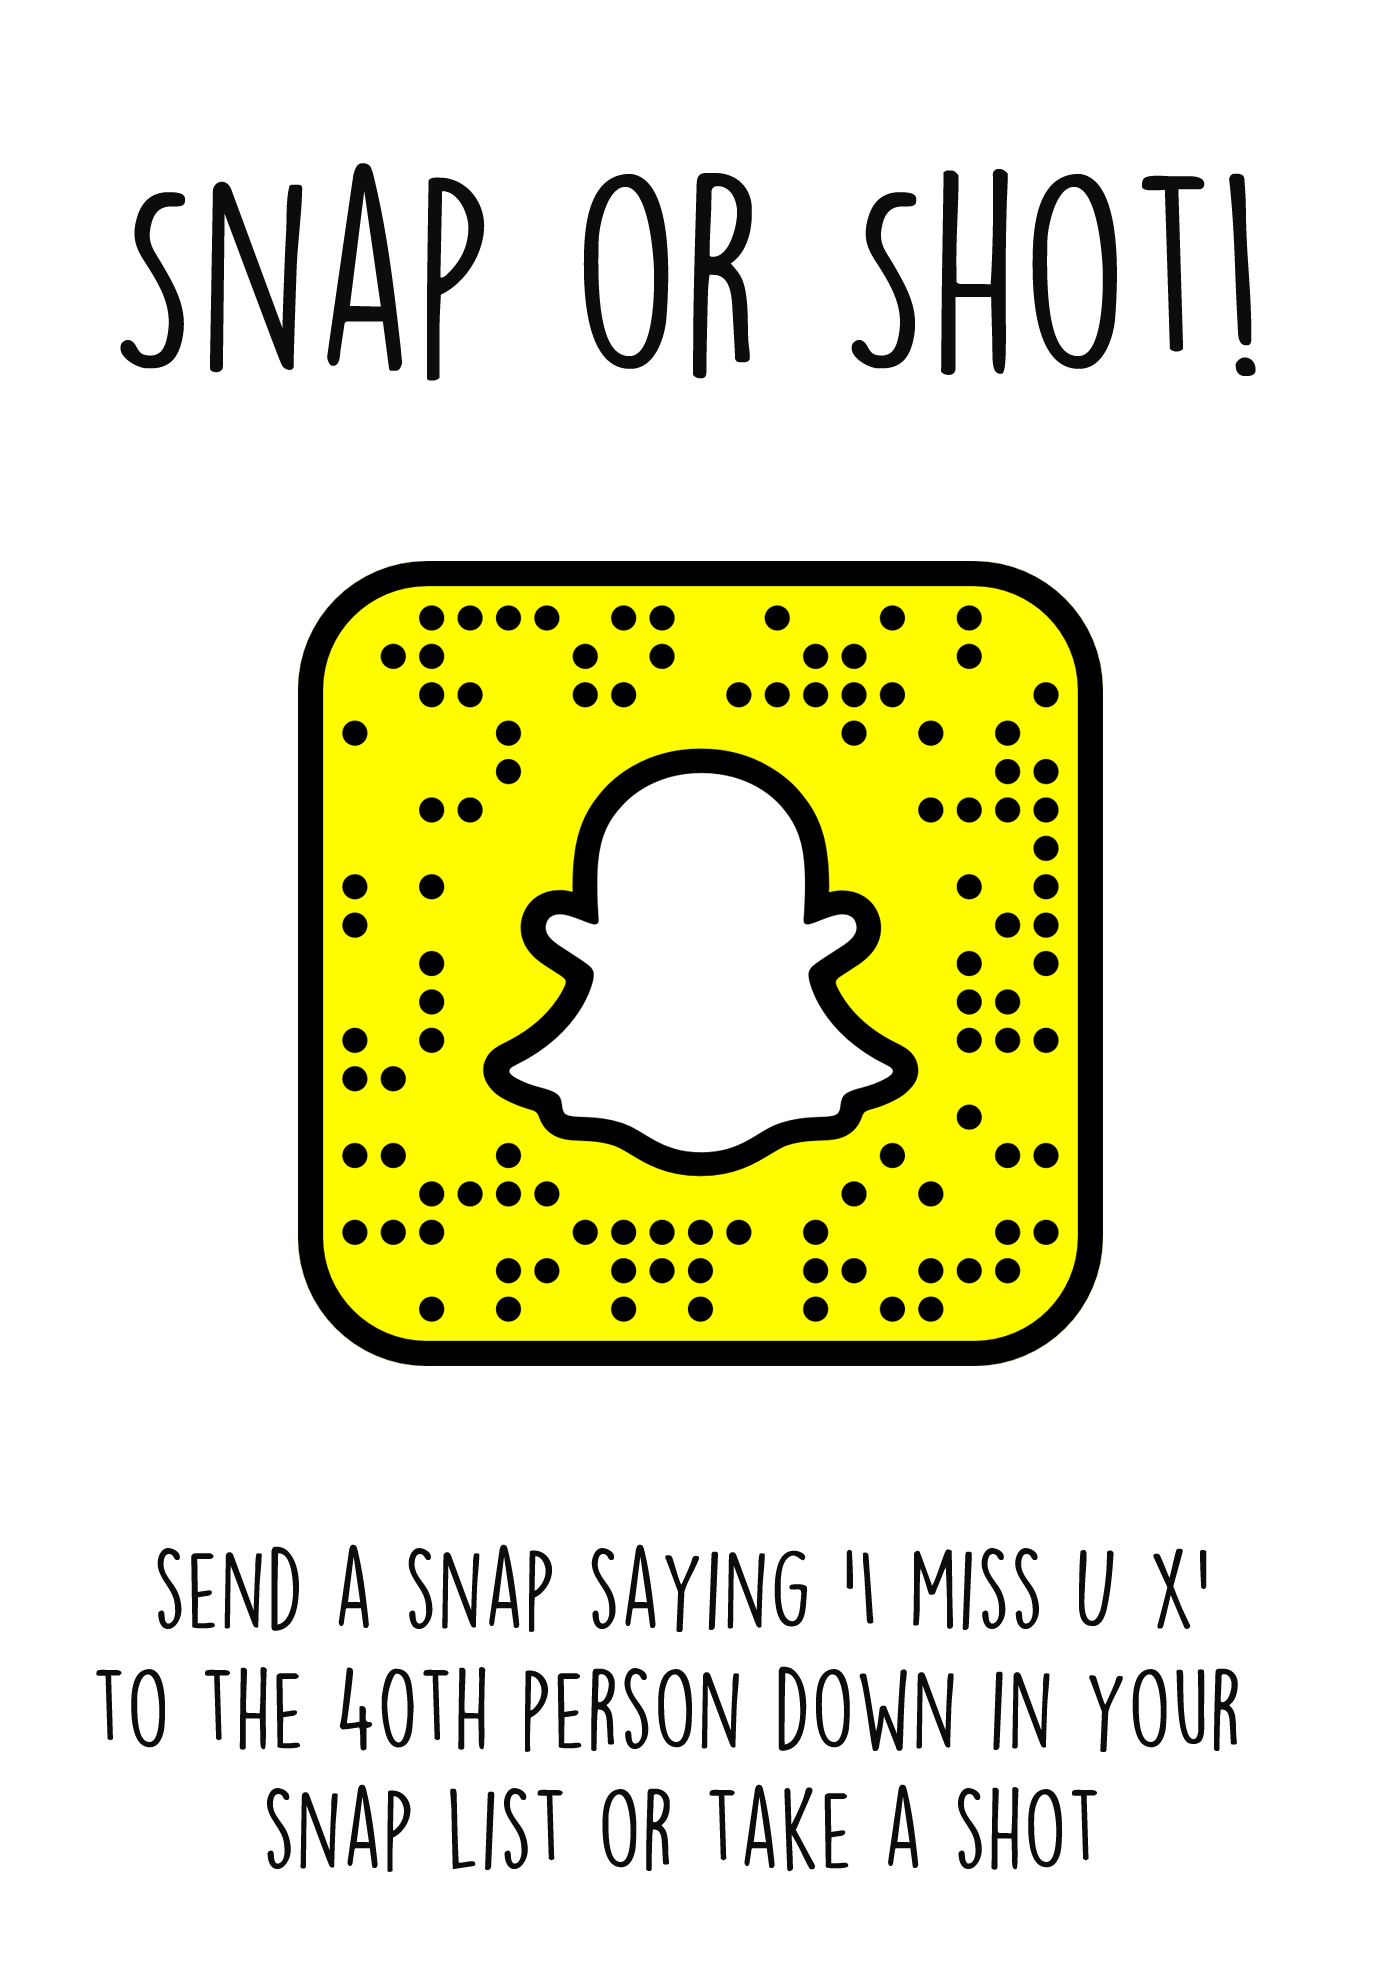 SNAP OR SHOT!
SEND A SNAP SAYING 'I MISS U X'
TO THE 40TH PERSON DOWN IN YOUR
SNAP LIST OR TAKE A SHOT